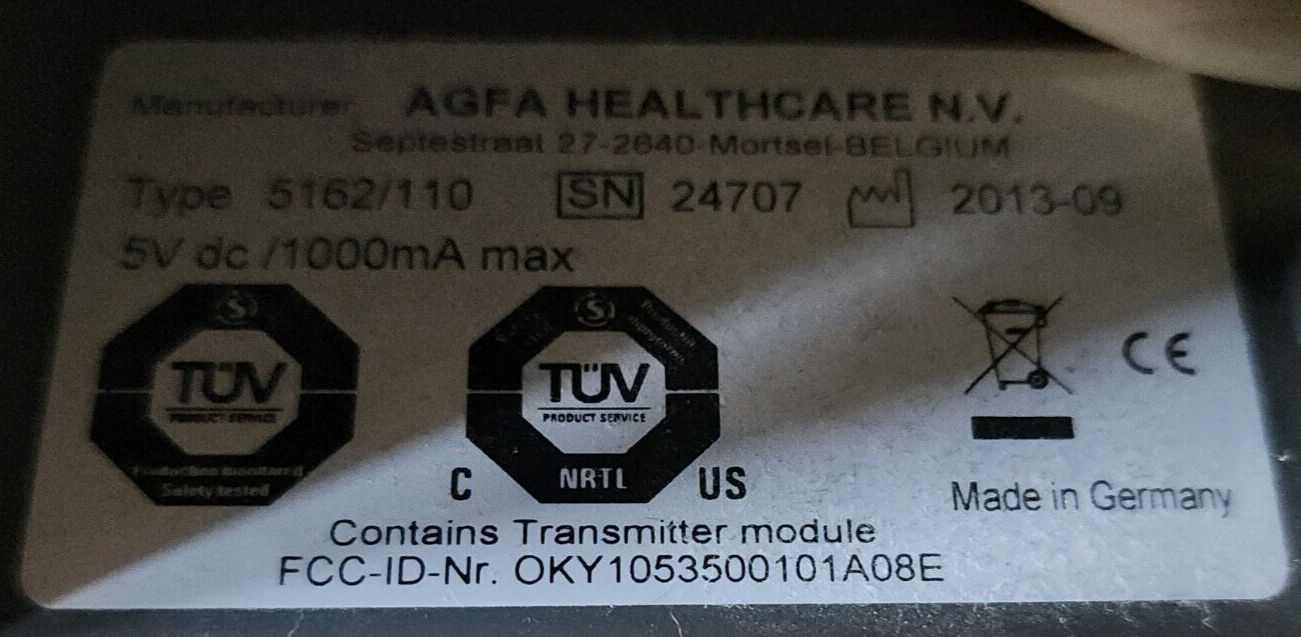 Manufacturer AGFA HEALTHCARE N.V.
Septestraat 27-2640-Mortsel-BELGIUM
Type 5162/110 SN 24707 2013-09
5V dc /1000mA max
TÜV
PRODUCT SERVICE
Production monitored
Safety tested
Production monitored
TÜV
PRODUCT SERVICE
NRTL
C US
CE
Made in Germany
Contains Transmitter module
FCC-ID-Nr. OKY1053500101A08E